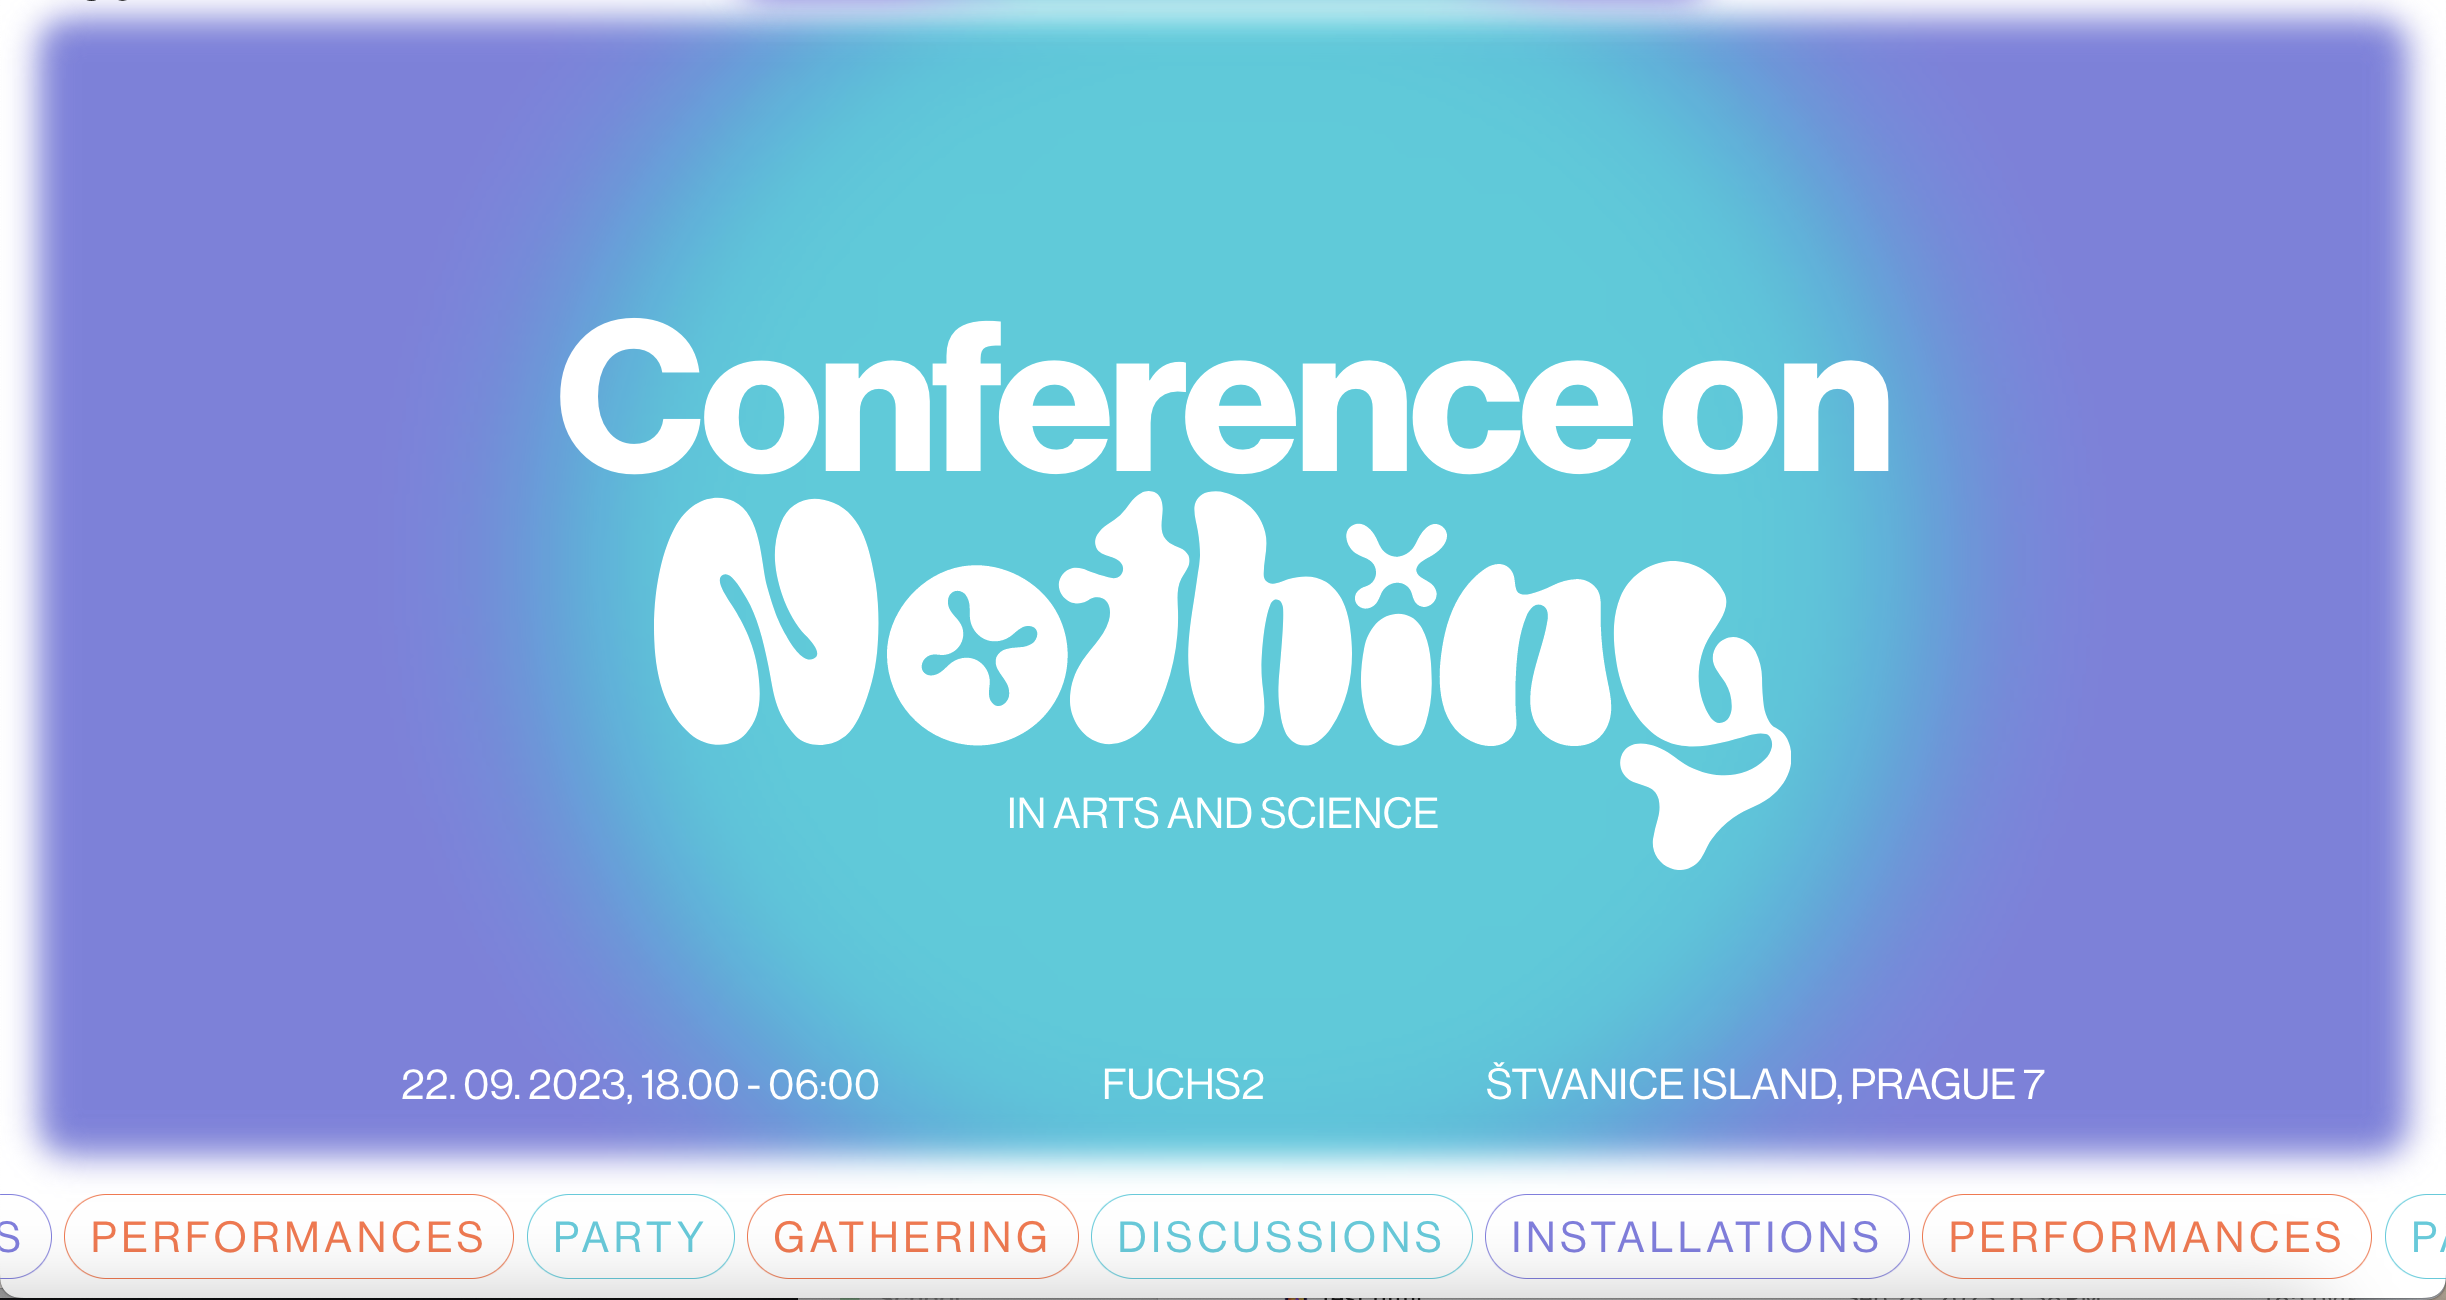 Conference on
Nothing
IN ARTS AND SCIENCE
22. 09. 2023, 18.00 - 06:00 FUCHS2 ŠTVANICE ISLAND, PRAGUE 7
S PERFORMANCES PARTY GATHERING DISCUSSIONS INSTALLATIONS PERFORMANCES PA